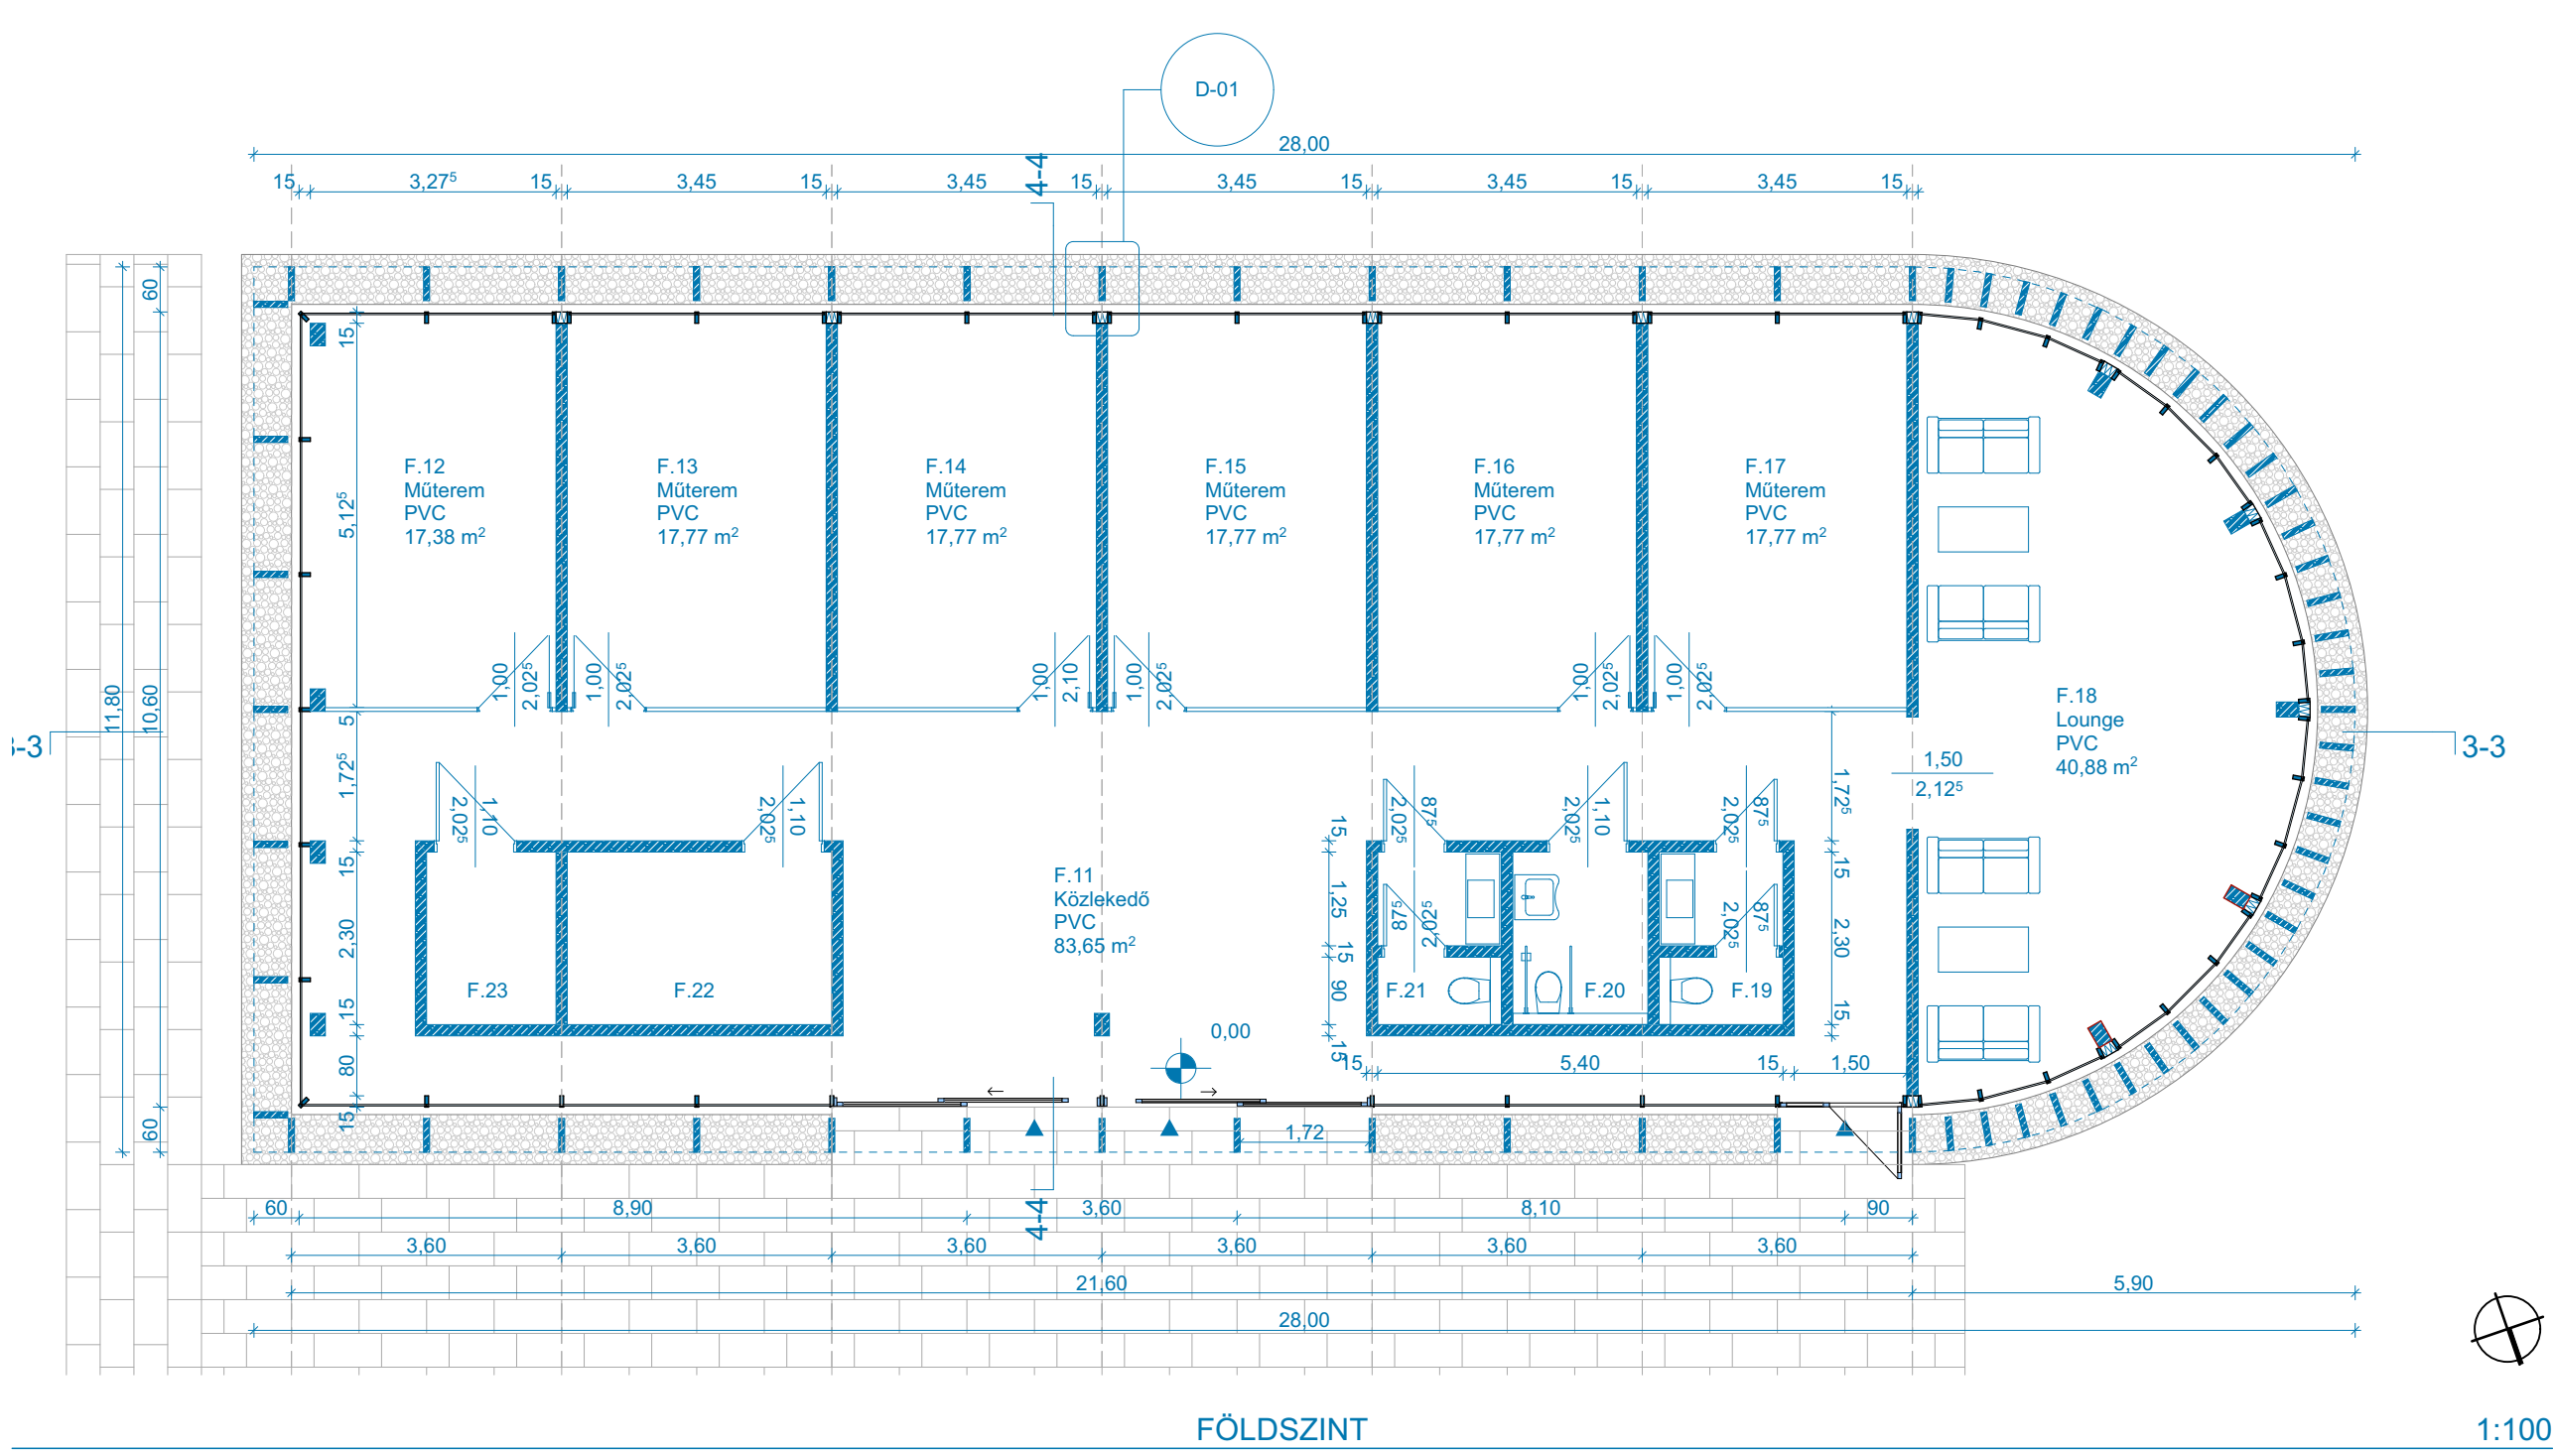 D-01
28,00
4-4
15 3,27⁵ 15 3,45 15 3,45 15 3,45 15 3,45 15 3,45 15
60
15
F.12
Műterem
PVC
17,38 m²
F.13
Műterem
PVC
17,77 m²
F.14
Műterem
PVC
17,77 m²
F.15
Műterem
PVC
17,77 m²
F.16
Műterem
PVC
17,77 m²
F.17
Műterem
PVC
17,77 m²
5,12⁵
1,00
2,02⁵
1,00
2,02⁵
1,00
2,10
1,00
2,02⁵
1,00
2,02⁵
1,00
2,02⁵
11,80
10,60
5
F.18
Lounge
PVC
40,88 m²
3-3
3-3
1,50
2,12⁵
1,72⁵
1,72⁵
1,10
2,02⁵
1,10
2,02⁵
87⁵
2,02⁵
1,10
2,02⁵
87⁵
2,02⁵
15
15
15
F.11
Közlekedő
PVC
83,65 m²
1,25
87⁵
2,02⁵
87⁵
2,02⁵
2,30
2,30
15
90
F.23
F.22
F.21
F.20
F.19
15
15
0,00
15
80
15 5,40 15 1,50
15
60
1,72
60 8,90 3,60 8,10 90
4-4
3,60 3,60 3,60 3,60 3,60 3,60
21,60 5,90
28,00
FÖLDSZINT
1:100